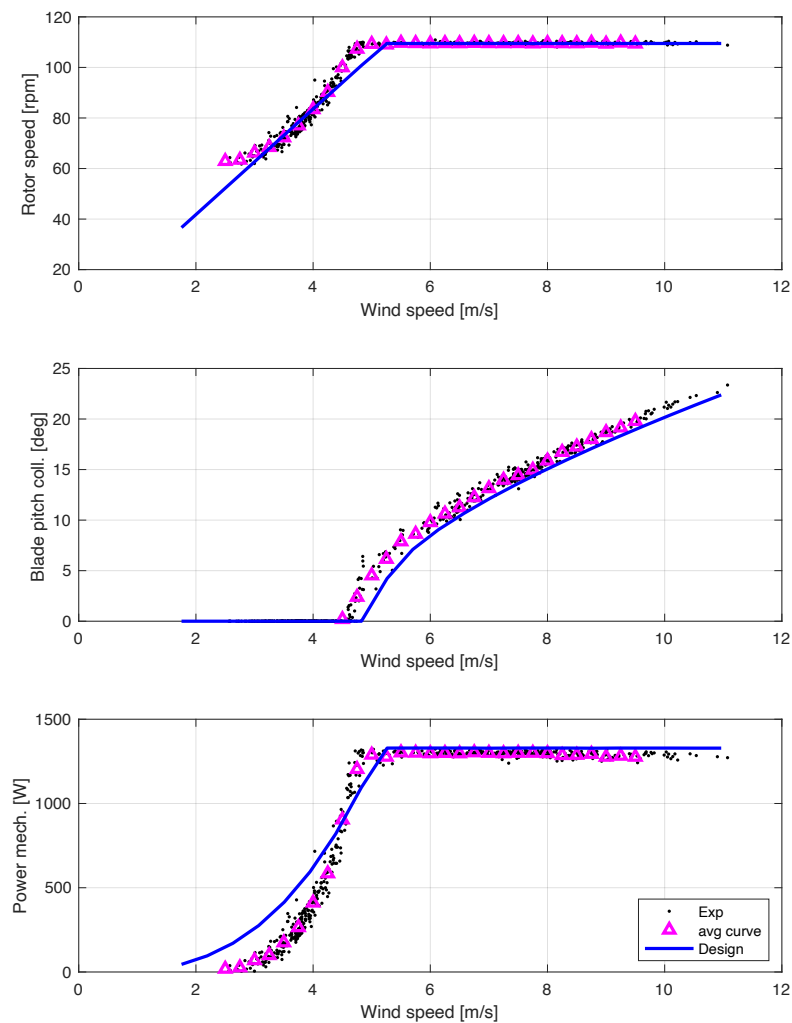 120
100
80
60
40
20
Rotor speed [rpm]
0 2 4 6 8 10 12
Wind speed [m/s]
25
20
15
10
5
0
Blade pitch coll. [deg]
0 2 4 6 8 10 12
Wind speed [m/s]
1500
1000
500
0
Power mech. [W]
Exp
avg curve
Design
0 2 4 6 8 10 12
Wind speed [m/s]